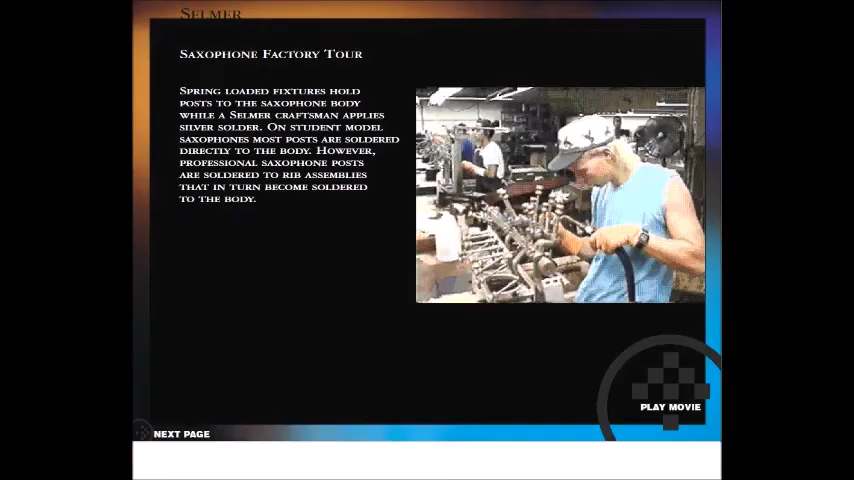 SELMER
SAXOPHONE FACTORY TOUR
SPRING LOADED FIXTURES HOLD
POSTS TO THE SAXOPHONE BODY
WHILE A SELMER CRAFTSMAN APPLIES
SILVER SOLDER. ON STUDENT MODEL
SAXOPHONES MOST POSTS ARE SOLDERED
DIRECTLY TO THE BODY. HOWEVER,
PROFESSIONAL SAXOPHONE POSTS
ARE SOLDERED TO RIB ASSEMBLIES
THAT IN TURN BECOME SOLDERED
TO THE BODY.
PLAY MOVIE
NEXT PAGE